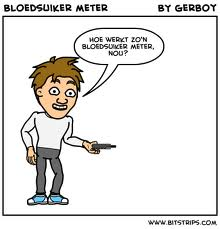 BLOEDSUIKER METER BY GERBOY
HOE WERKT ZO'N
BLOEDSUIKER METER,
NOU?
WWW.BITSTRIPS.COM